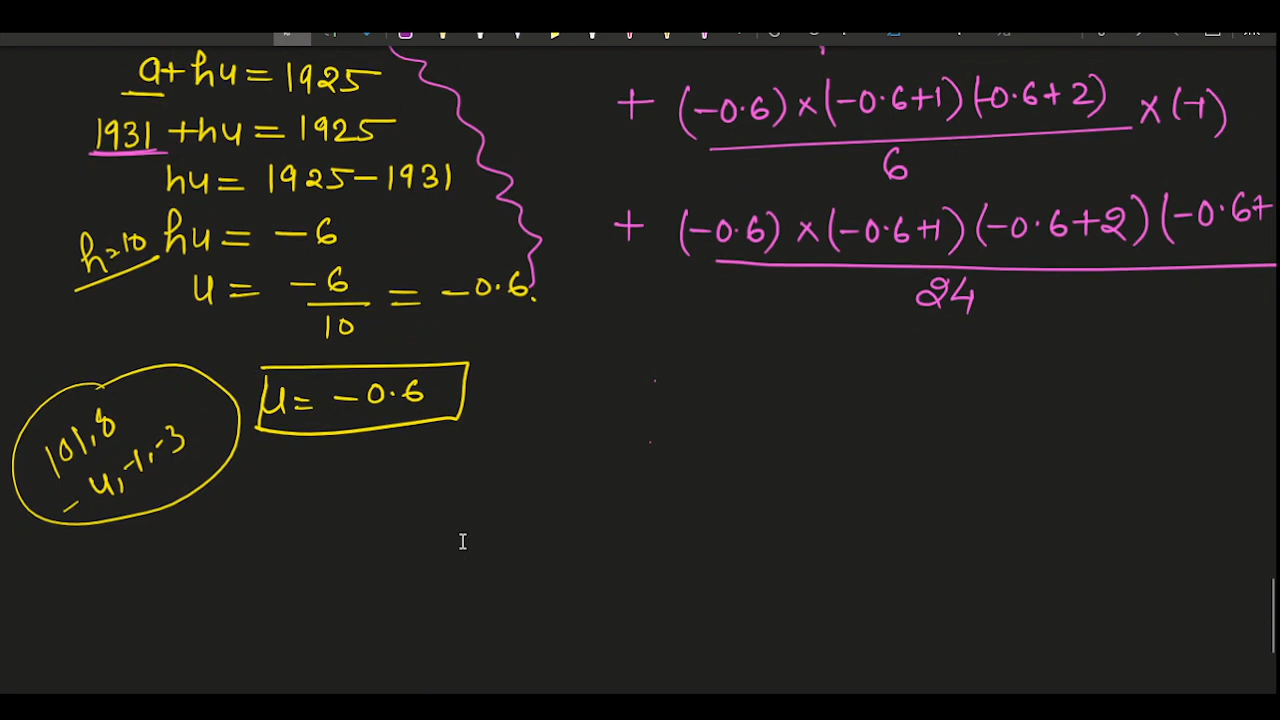 a + hu = 1925
1931 + hu = 1925
hu = 1925 - 1931
h=10 hu = -6
u = -6/10 = -0.6.
u = -0.6
101, 8
-4, -1, -3
+ (-0.6) × (-0.6+1) (-0.6+2) × (-1)
6
+ (-0.6) × (-0.6+1) (-0.6+2) (-0.6+
24